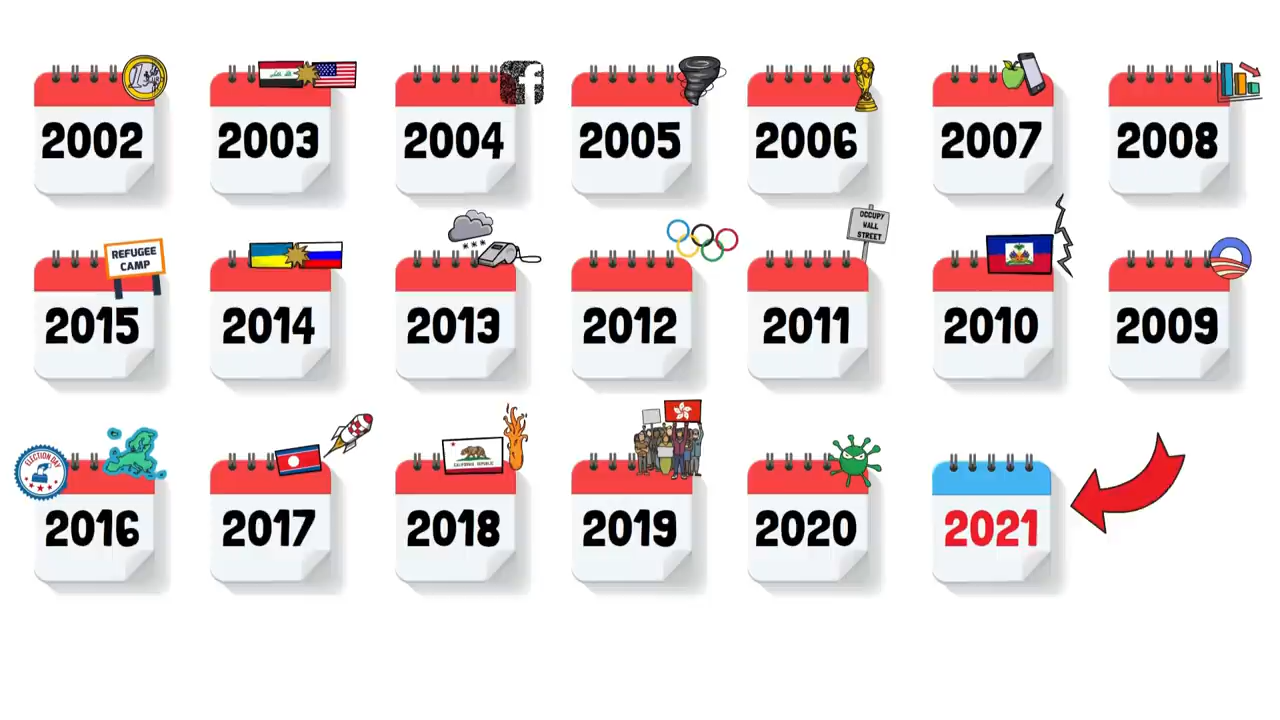 2002
2003
2004
2005
2006
2007
2008
REFUGEE
CAMP
OCCUPY
WALL
STREET
2015
2014
2013
2012
2011
2010
2009
ELECTION DAY
CALIFORNIA REPUBLIC
2016
2017
2018
2019
2020
2021